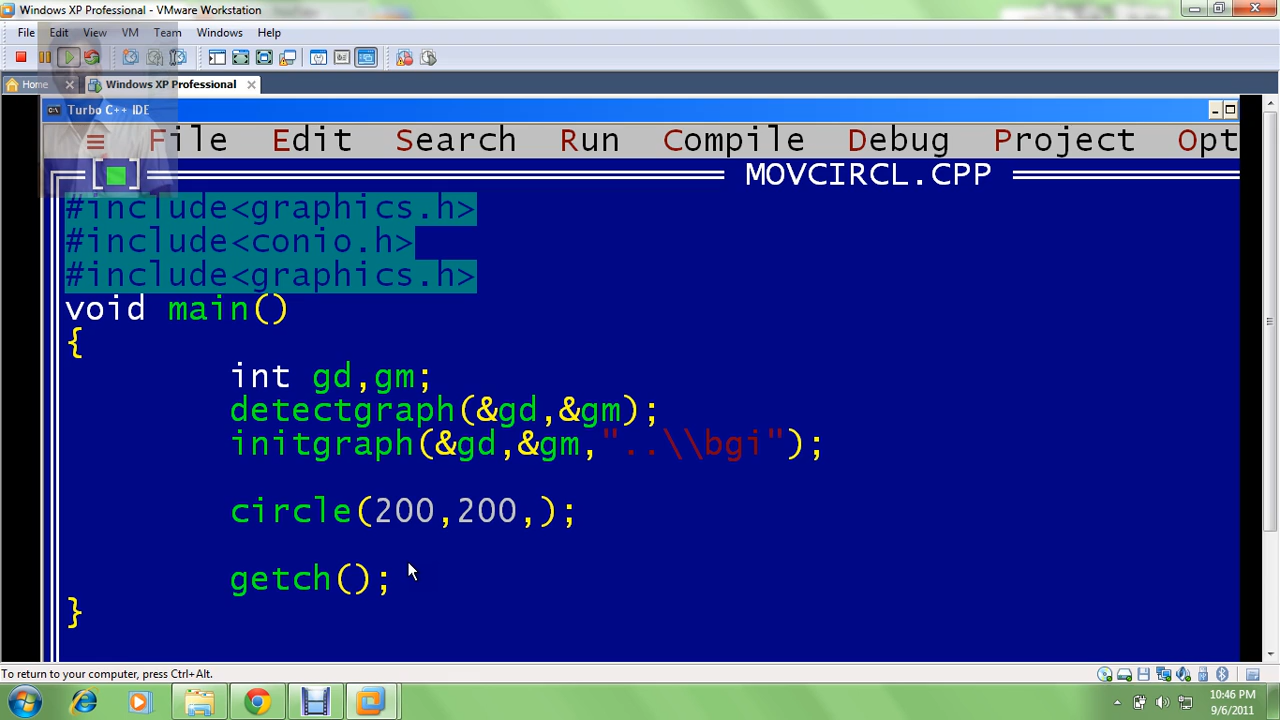 Windows XP Professional - VMware Workstation
File Edit View VM Team Windows Help
Home Windows XP Professional
Turbo C++ IDE
File Edit Search Run Compile Debug Project Opt
MOVCIRCL.CPP
#include<graphics.h>
#include<conio.h>
#include<graphics.h>
void main()
{
int gd,gm;
detectgraph(&gd,&gm);
initgraph(&gd,&gm,"..\\bgi");
circle(200,200,);
getch();
}
To return to your computer, press Ctrl+Alt.
10:46 PM
9/6/2011